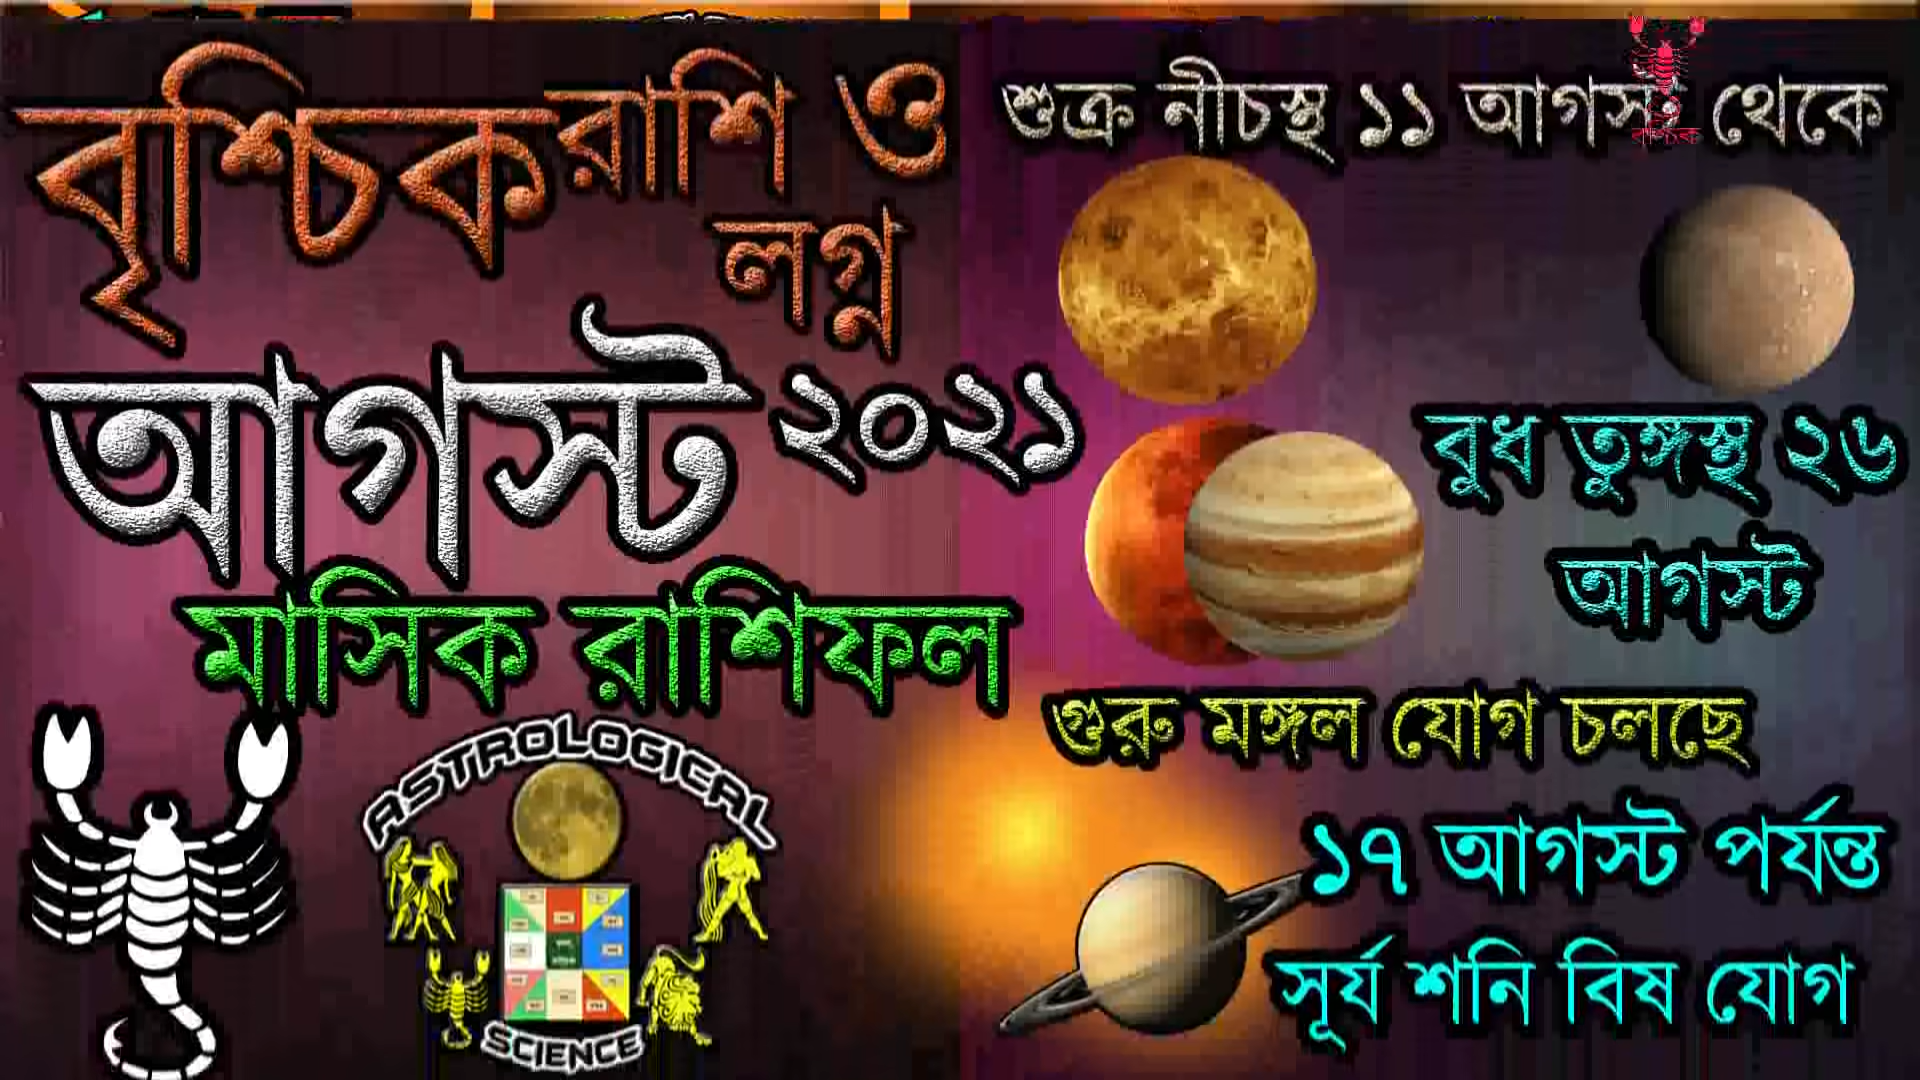 বৃশ্চিক রাশি ও
লগ্ন
আগস্ট ২০২১
মাসিক রাশিফল
ASTROLOGICAL
SCIENCE
শুক্র নীচস্থ ১১ আগস্ট থেকে
বৃশ্চিক
বুধ তুঙ্গস্থ ২৬
আগস্ট
গুরু মঙ্গল যোগ চলছে
১৭ আগস্ট পর্যন্ত
সূর্য শনি বিষ যোগ